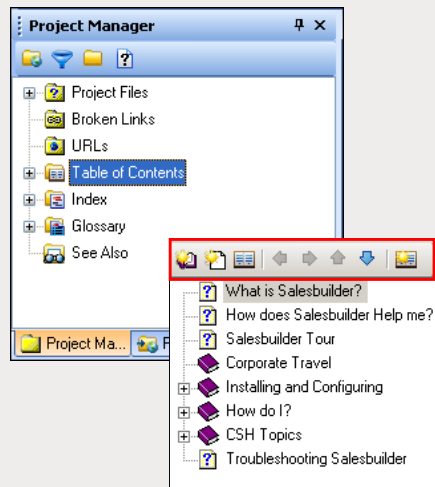 Project Manager
Project Files
Broken Links
URLs
Table of Contents
Index
Glossary
See Also
Project Ma...
What is Salesbuilder?
How does Salesbuilder Help me?
Salesbuilder Tour
Corporate Travel
Installing and Configuring
How do I?
CSH Topics
Troubleshooting Salesbuilder